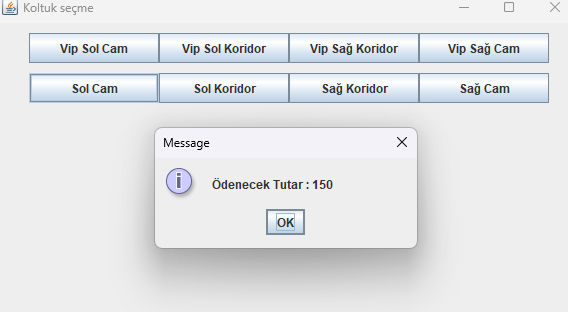 Koltuk seçme
Vip Sol Cam Vip Sol Koridor Vip Sağ Koridor Vip Sağ Cam
Sol Cam Sol Koridor Sağ Koridor Sağ Cam
Message
Ödenecek Tutar : 150
OK